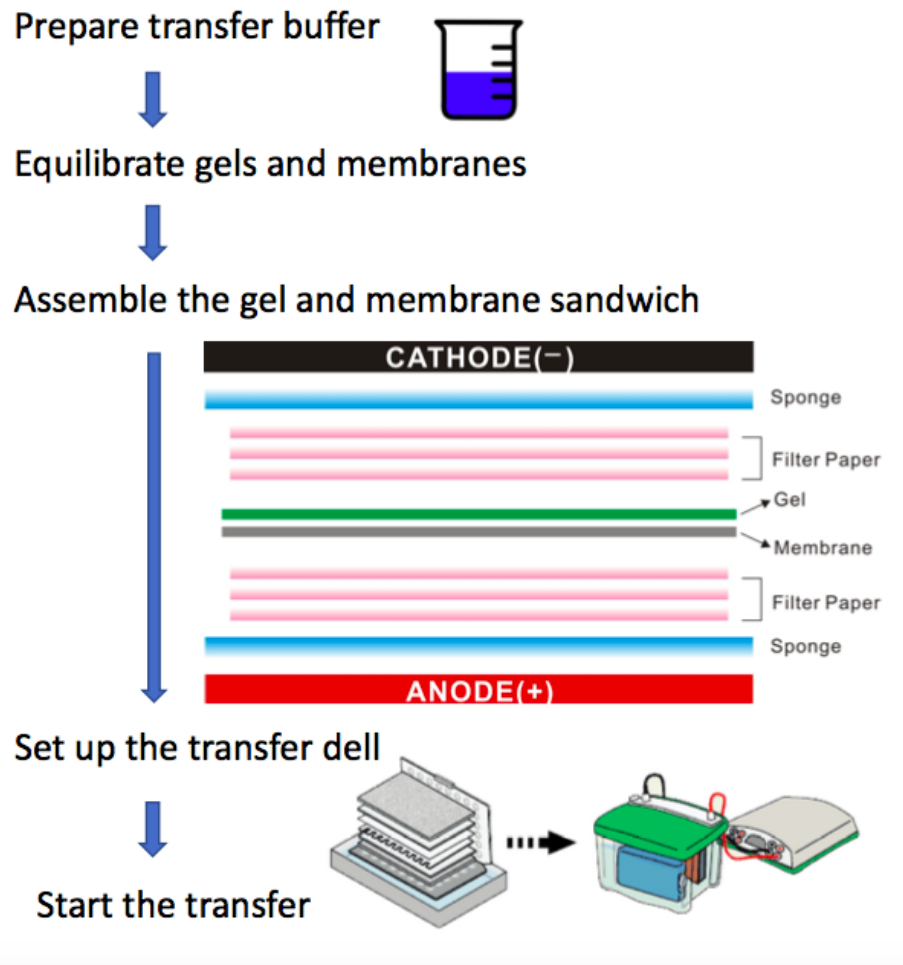 Prepare transfer buffer
Equilibrate gels and membranes
Assemble the gel and membrane sandwich
CATHODE(−)
Sponge
Filter Paper
Gel
Membrane
Filter Paper
Sponge
ANODE(+)
Set up the transfer dell
Start the transfer